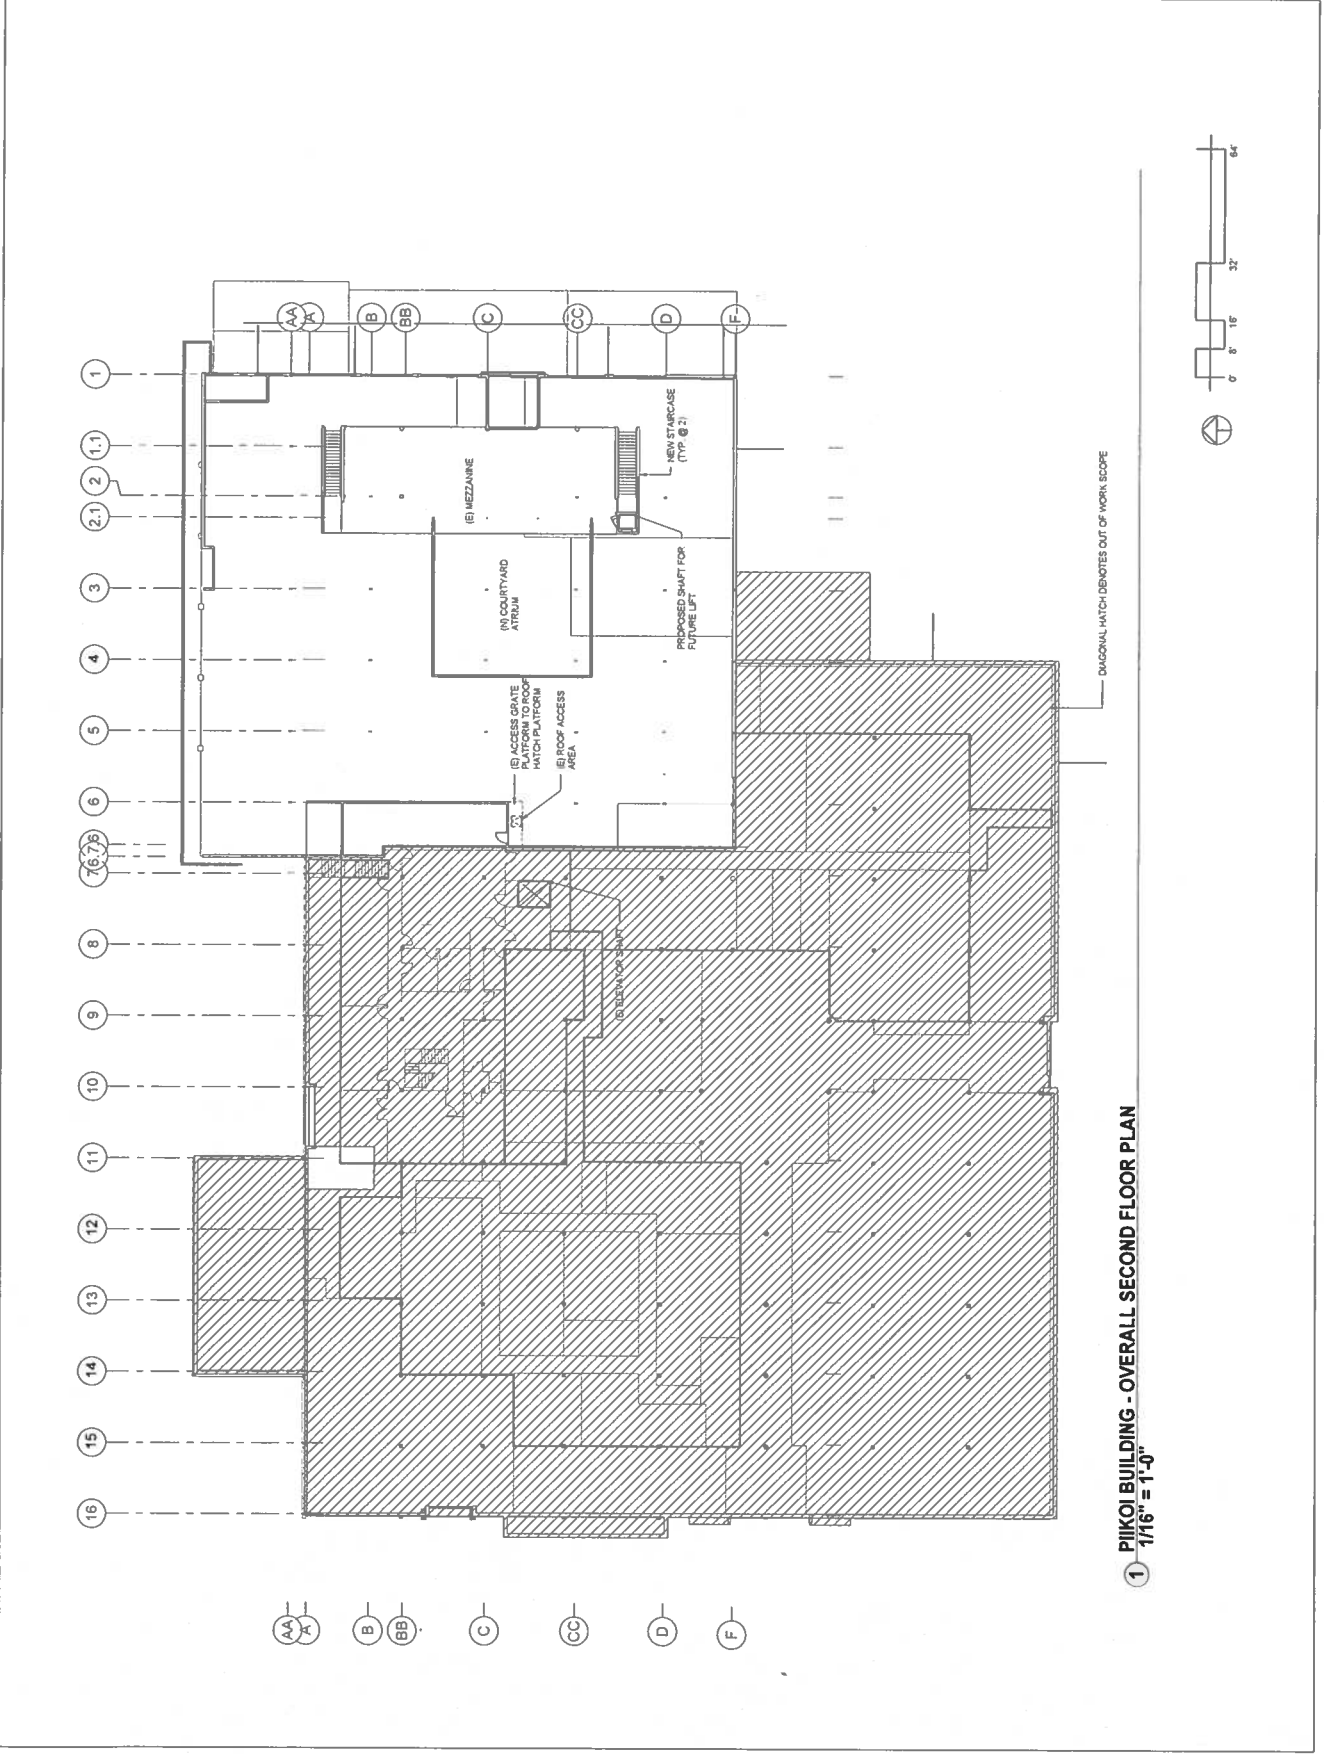 1
1.1
2
2.1
3
4
5
6
8
9
10
11
12
13
14
15
16
AA
A
B
BB
C
CC
D
F
(E) MEZZANINE
NEW STAIRCASE
(TYP. @ 2)
(N) COURTYARD
ATRIUM
PROPOSED SHAFT FOR
FUTURE LIFT
(E) ACCESS GRATE
PLATFORM TO ROOF
HATCH PLATFORM
(E) ROOF ACCESS
AREA
(E) ELEVATOR SHAFT
DIAGONAL HATCH DENOTES OUT OF WORK SCOPE
AA
A
B
BB
C
CC
D
F
1
PIIKOI BUILDING - OVERALL SECOND FLOOR PLAN
1/16" = 1'-0"
0'
8'
16'
32'
64'